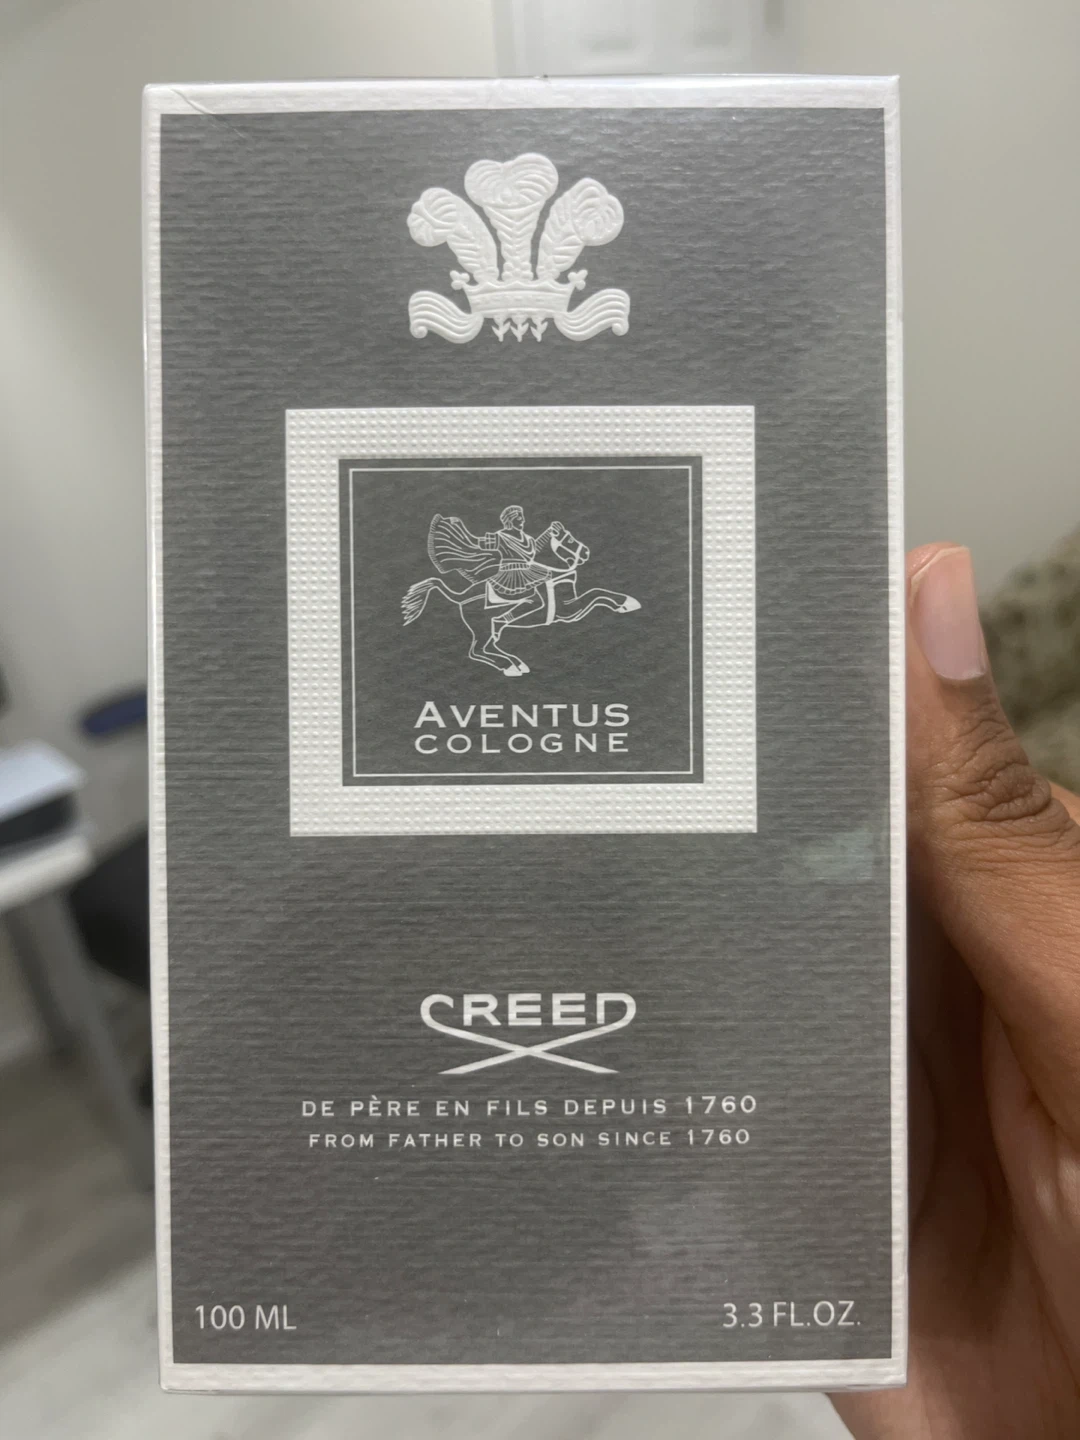 AVENTUS
COLOGNE
CREED
DE PÈRE EN FILS DEPUIS 1760
FROM FATHER TO SON SINCE 1760
100 ML
3.3 FL.OZ.